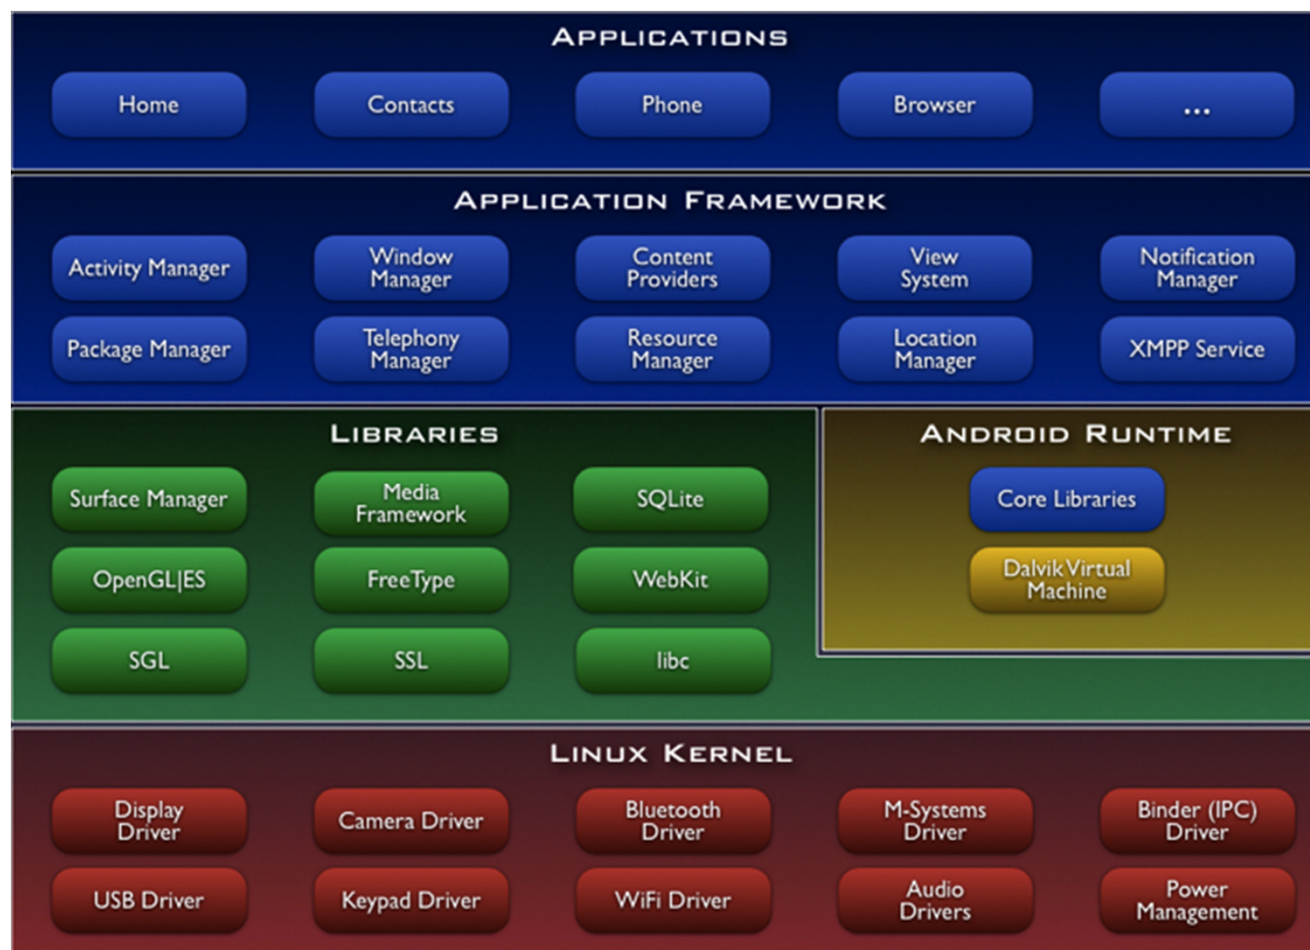 APPLICATIONS
Home
Contacts
Phone
Browser
...
APPLICATION FRAMEWORK
Activity Manager
Window
Manager
Content
Providers
View
System
Notification
Manager
Package Manager
Telephony
Manager
Resource
Manager
Location
Manager
XMPP Service
LIBRARIES
Surface Manager
Media
Framework
SQLite
OpenGL|ES
FreeType
WebKit
SGL
SSL
libc
ANDROID RUNTIME
Core Libraries
Dalvik Virtual
Machine
LINUX KERNEL
Display
Driver
Camera Driver
Bluetooth
Driver
M-Systems
Driver
Binder (IPC)
Driver
USB Driver
Keypad Driver
WiFi Driver
Audio
Drivers
Power
Management